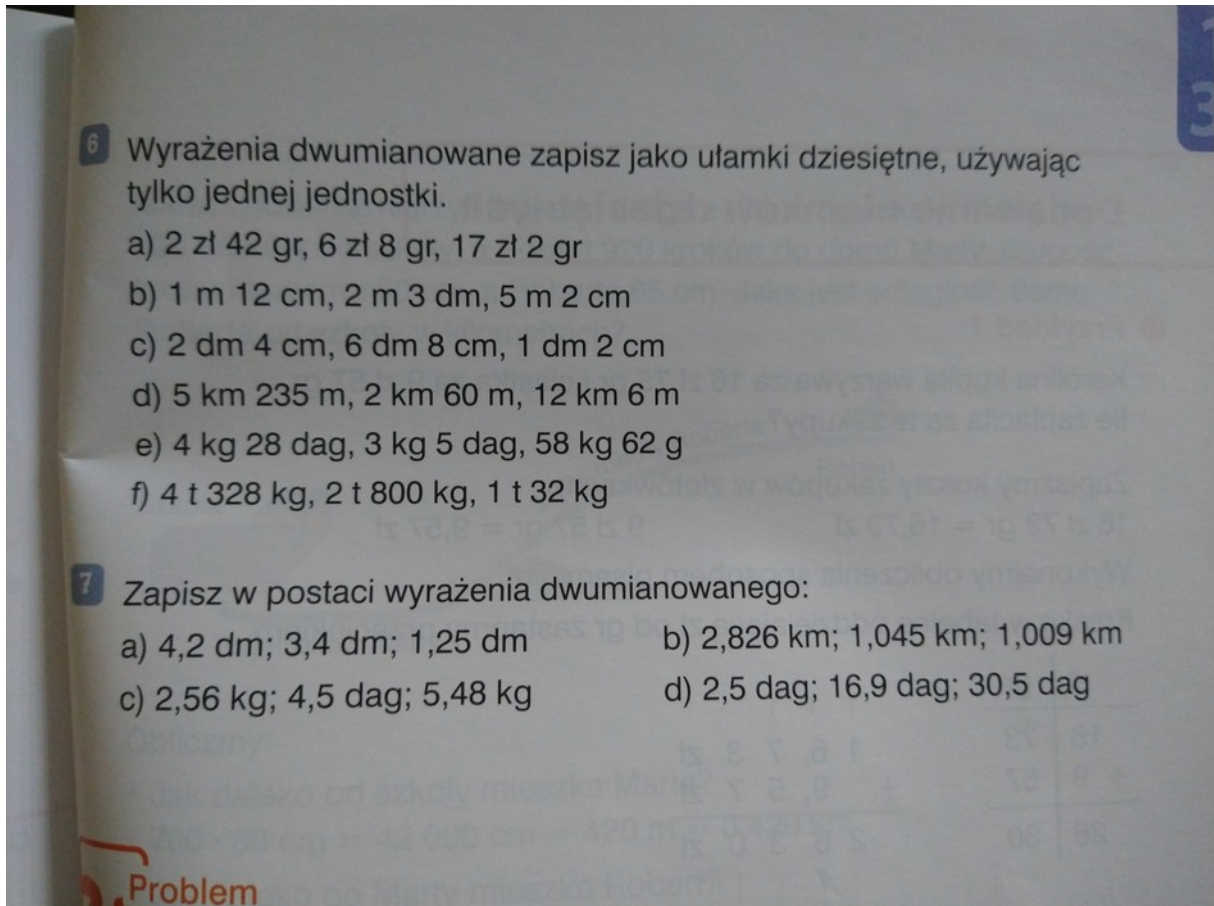 6 Wyrażenia dwumianowane zapisz jako ułamki dziesiętne, używając
tylko jednej jednostki.
a) 2 zł 42 gr, 6 zł 8 gr, 17 zł 2 gr
b) 1 m 12 cm, 2 m 3 dm, 5 m 2 cm
c) 2 dm 4 cm, 6 dm 8 cm, 1 dm 2 cm
d) 5 km 235 m, 2 km 60 m, 12 km 6 m
e) 4 kg 28 dag, 3 kg 5 dag, 58 kg 62 g
f) 4 t 328 kg, 2 t 800 kg, 1 t 32 kg
7 Zapisz w postaci wyrażenia dwumianowanego:
a) 4,2 dm; 3,4 dm; 1,25 dm b) 2,826 km; 1,045 km; 1,009 km
c) 2,56 kg; 4,5 dag; 5,48 kg d) 2,5 dag; 16,9 dag; 30,5 dag
Problem